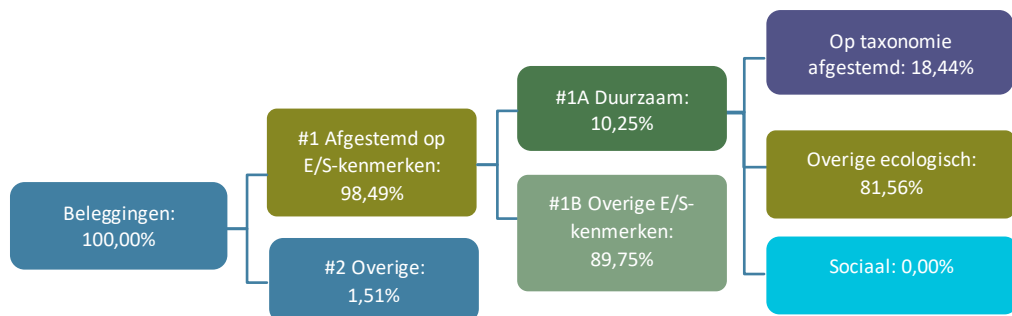 Beleggingen:
100,00%
#1 Afgestemd op
E/S-kenmerken:
98,49%
#2 Overige:
1,51%
#1A Duurzaam:
10,25%
#1B Overige E/S-
kenmerken:
89,75%
Op taxonomie
afgestemd: 18,44%
Overige ecologisch:
81,56%
Sociaal: 0,00%